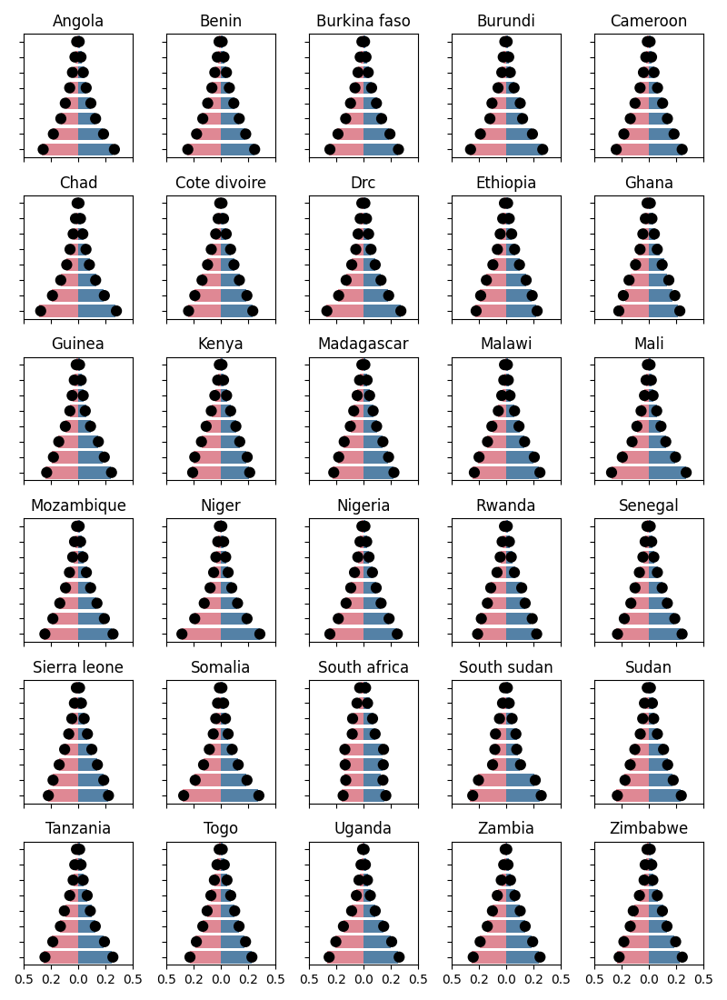 Angola Benin Burkina faso Burundi Cameroon
Chad Cote divoire Drc Ethiopia Ghana
Guinea Kenya Madagascar Malawi Mali
Mozambique Niger Nigeria Rwanda Senegal
Sierra leone Somalia South africa South sudan Sudan
Tanzania Togo Uganda Zambia Zimbabwe
0.5 0.2 0.0 0.2 0.5 0.5 0.2 0.0 0.2 0.5 0.5 0.2 0.0 0.2 0.5 0.5 0.2 0.0 0.2 0.5 0.5 0.2 0.0 0.2 0.5